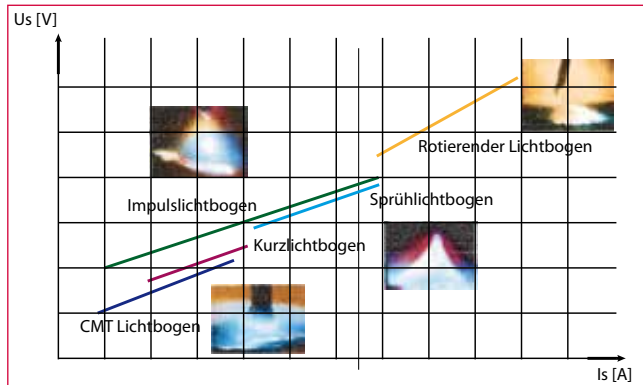 Us [V]
Rotierender Lichtbogen
Impulslichtbogen
Sprühlichtbogen
Kurzlichtbogen
CMT Lichtbogen
Is [A]